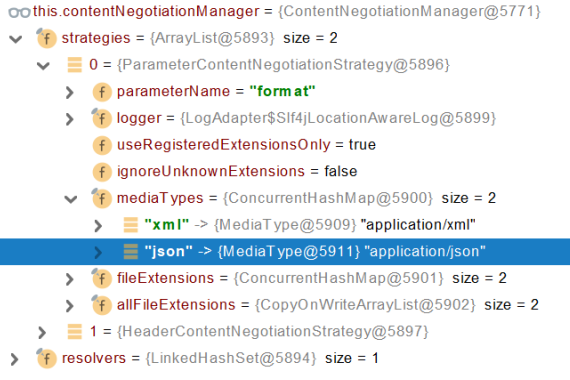 this.contentNegotiationManager = {ContentNegotiationManager@5771}
f strategies = {ArrayList@5893} size = 2
0 = {ParameterContentNegotiationStrategy@5896}
f parameterName = "format"
f logger = {LogAdapter$Slf4jLocationAwareLog@5899}
f useRegisteredExtensionsOnly = true
f ignoreUnknownExtensions = false
f mediaTypes = {ConcurrentHashMap@5900} size = 2
"xml" -> {MediaType@5909} "application/xml"
"json" -> {MediaType@5911} "application/json"
f fileExtensions = {ConcurrentHashMap@5901} size = 2
f allFileExtensions = {CopyOnWriteArrayList@5902} size = 2
1 = {HeaderContentNegotiationStrategy@5897}
f resolvers = {LinkedHashSet@5894} size = 1